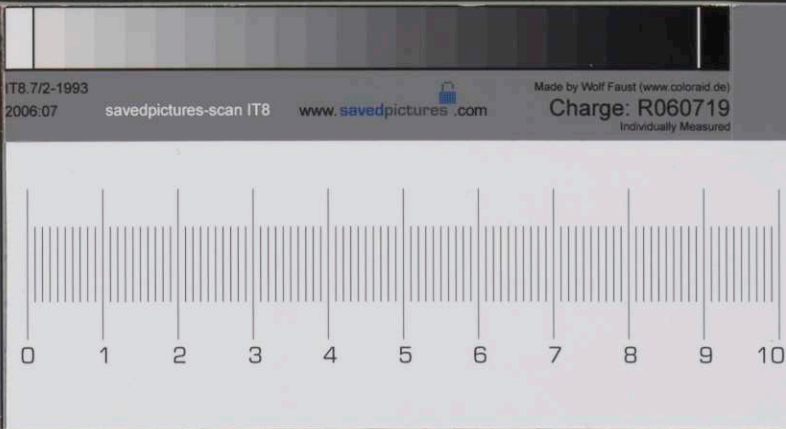 IT8.7/2-1993
2006:07
savedpictures-scan IT8
www.savedpictures.com
Made by Wolf Faust (www.coloraid.de)
Charge: R060719
Individually Measured
0 1 2 3 4 5 6 7 8 9 10